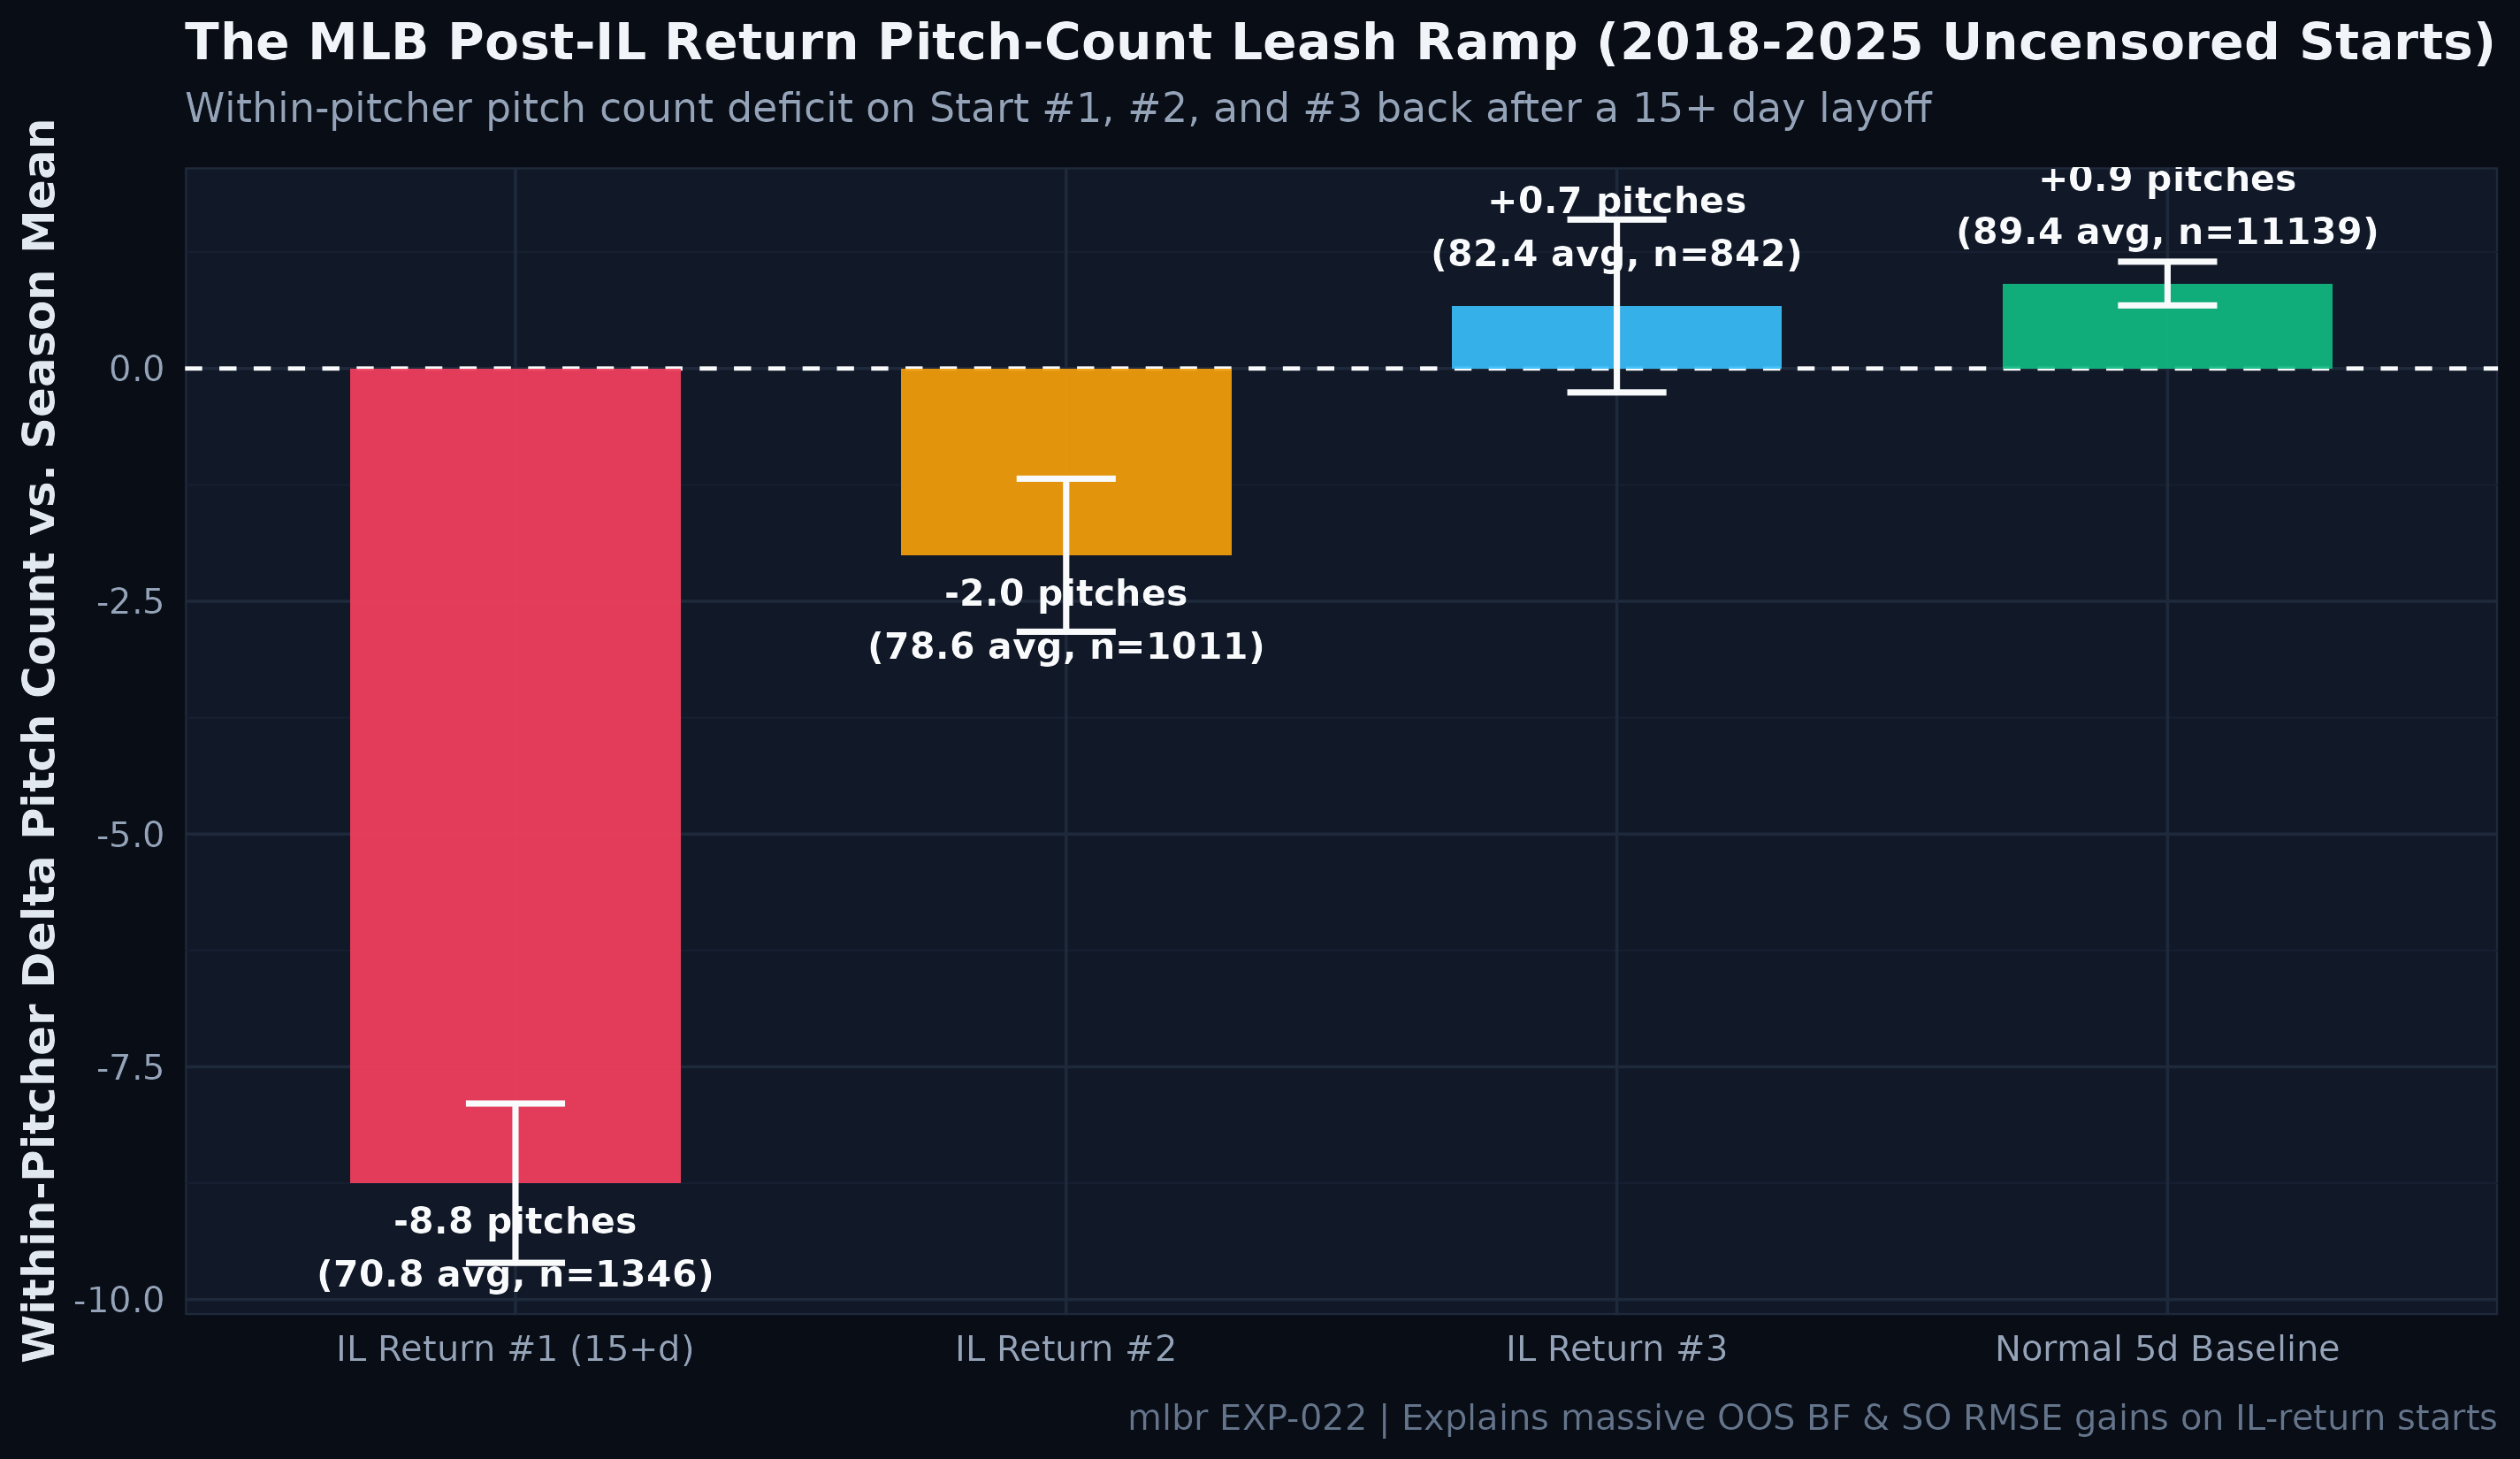 The MLB Post-IL Return Pitch-Count Leash Ramp (2018-2025 Uncensored Starts)
Within-pitcher pitch count deficit on Start #1, #2, and #3 back after a 15+ day layoff
Within-Pitcher Delta Pitch Count vs. Season Mean
0.0
-2.5
-5.0
-7.5
-10.0
-8.8 pitches
(70.8 avg, n=1346)
-2.0 pitches
(78.6 avg, n=1011)
+0.7 pitches
(82.4 avg, n=842)
+0.9 pitches
(89.4 avg, n=11139)
IL Return #1 (15+d)
IL Return #2
IL Return #3
Normal 5d Baseline
mlbr EXP-022 | Explains massive OOS BF & SO RMSE gains on IL-return starts